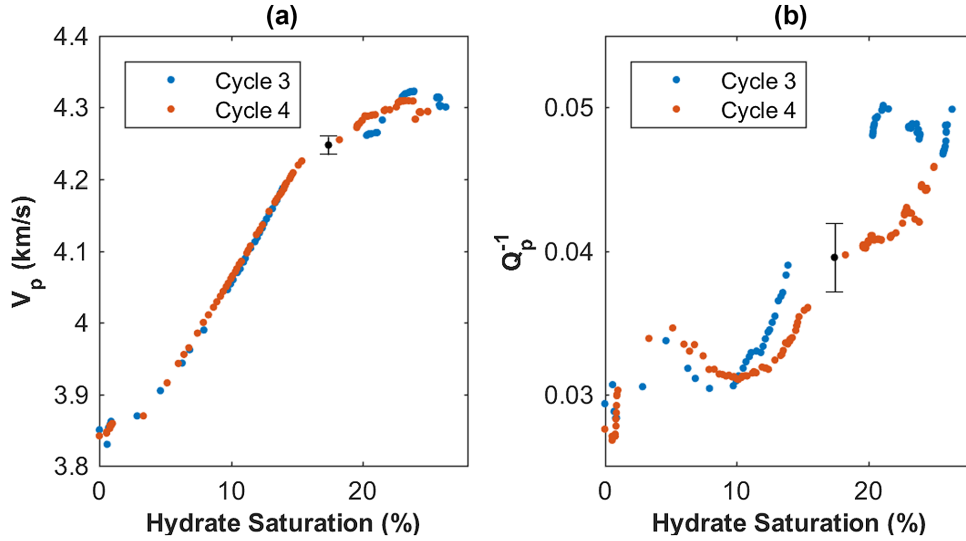 (a)
4.4
4.3
4.2
4.1
4
3.9
3.8
V_p (km/s)
Cycle 3
Cycle 4
0
10
20
Hydrate Saturation (%)
(b)
0.05
0.04
0.03
Q_p^-1
Cycle 3
Cycle 4
0
10
20
Hydrate Saturation (%)